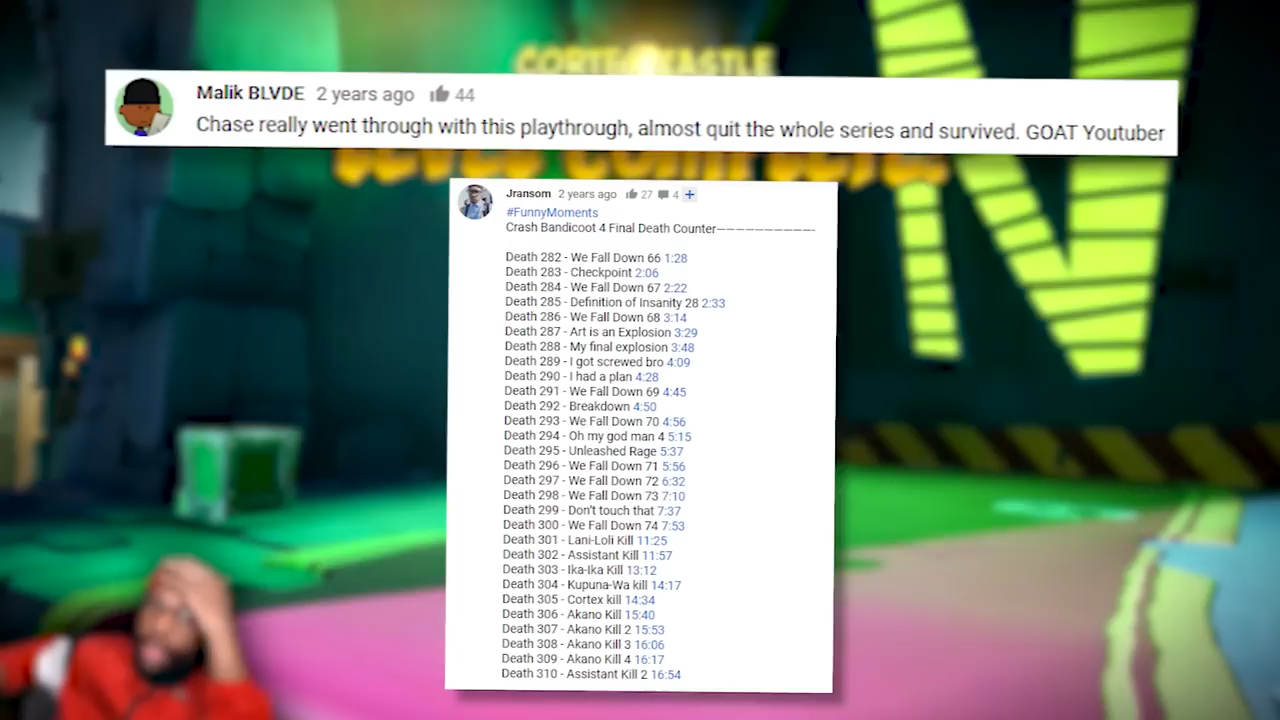 CORTEX CASTLE
Malik BLVDE 2 years ago 44
Chase really went through with this playthrough, almost quit the whole series and survived. GOAT Youtuber
LEVEL COMPLETE
N
Jransom 2 years ago 27 4 +
#FunnyMoments
Crash Bandicoot 4 Final Death Counter———————————-
Death 282 - We Fall Down 66 1:28
Death 283 - Checkpoint 2:06
Death 284 - We Fall Down 67 2:22
Death 285 - Definition of Insanity 28 2:33
Death 286 - We Fall Down 68 3:14
Death 287 - Art is an Explosion 3:29
Death 288 - My final explosion 3:48
Death 289 - I got screwed bro 4:09
Death 290 - I had a plan 4:28
Death 291 - We Fall Down 69 4:45
Death 292 - Breakdown 4:50
Death 293 - We Fall Down 70 4:56
Death 294 - Oh my god man 4 5:15
Death 295 - Unleashed Rage 5:37
Death 296 - We Fall Down 71 5:56
Death 297 - We Fall Down 72 6:32
Death 298 - We Fall Down 73 7:10
Death 299 - Don't touch that 7:37
Death 300 - We Fall Down 74 7:53
Death 301 - Lani-Loli Kill 11:25
Death 302 - Assistant Kill 11:57
Death 303 - Ika-Ika Kill 13:12
Death 304 - Kupuna-Wa kill 14:17
Death 305 - Cortex kill 14:34
Death 306 - Akano Kill 15:40
Death 307 - Akano Kill 2 15:53
Death 308 - Akano Kill 3 16:06
Death 309 - Akano Kill 4 16:17
Death 310 - Assistant Kill 2 16:54